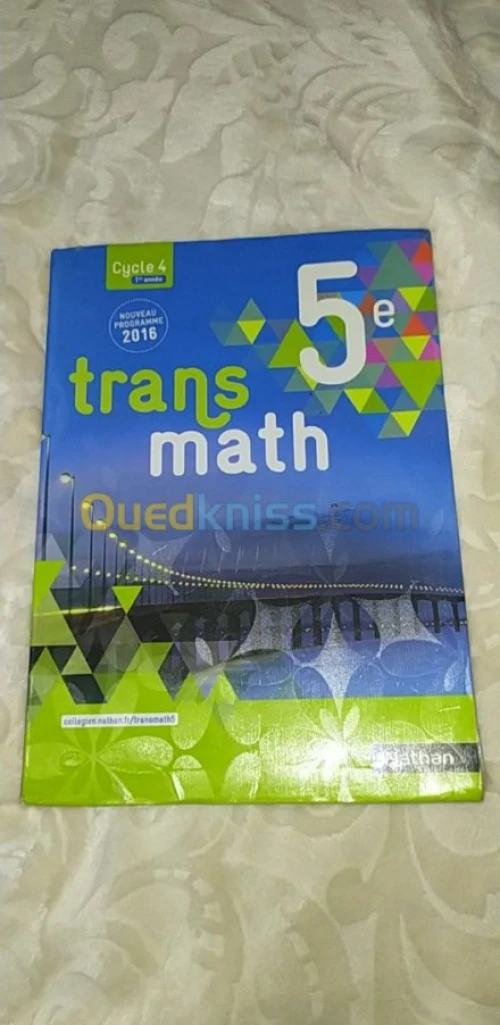 Cycle 4
1re année
NOUVEAU
PROGRAMME
2016
5e
trans
math
Ouedkniss.com
collegien.nathan.fr/transmath5
Nathan